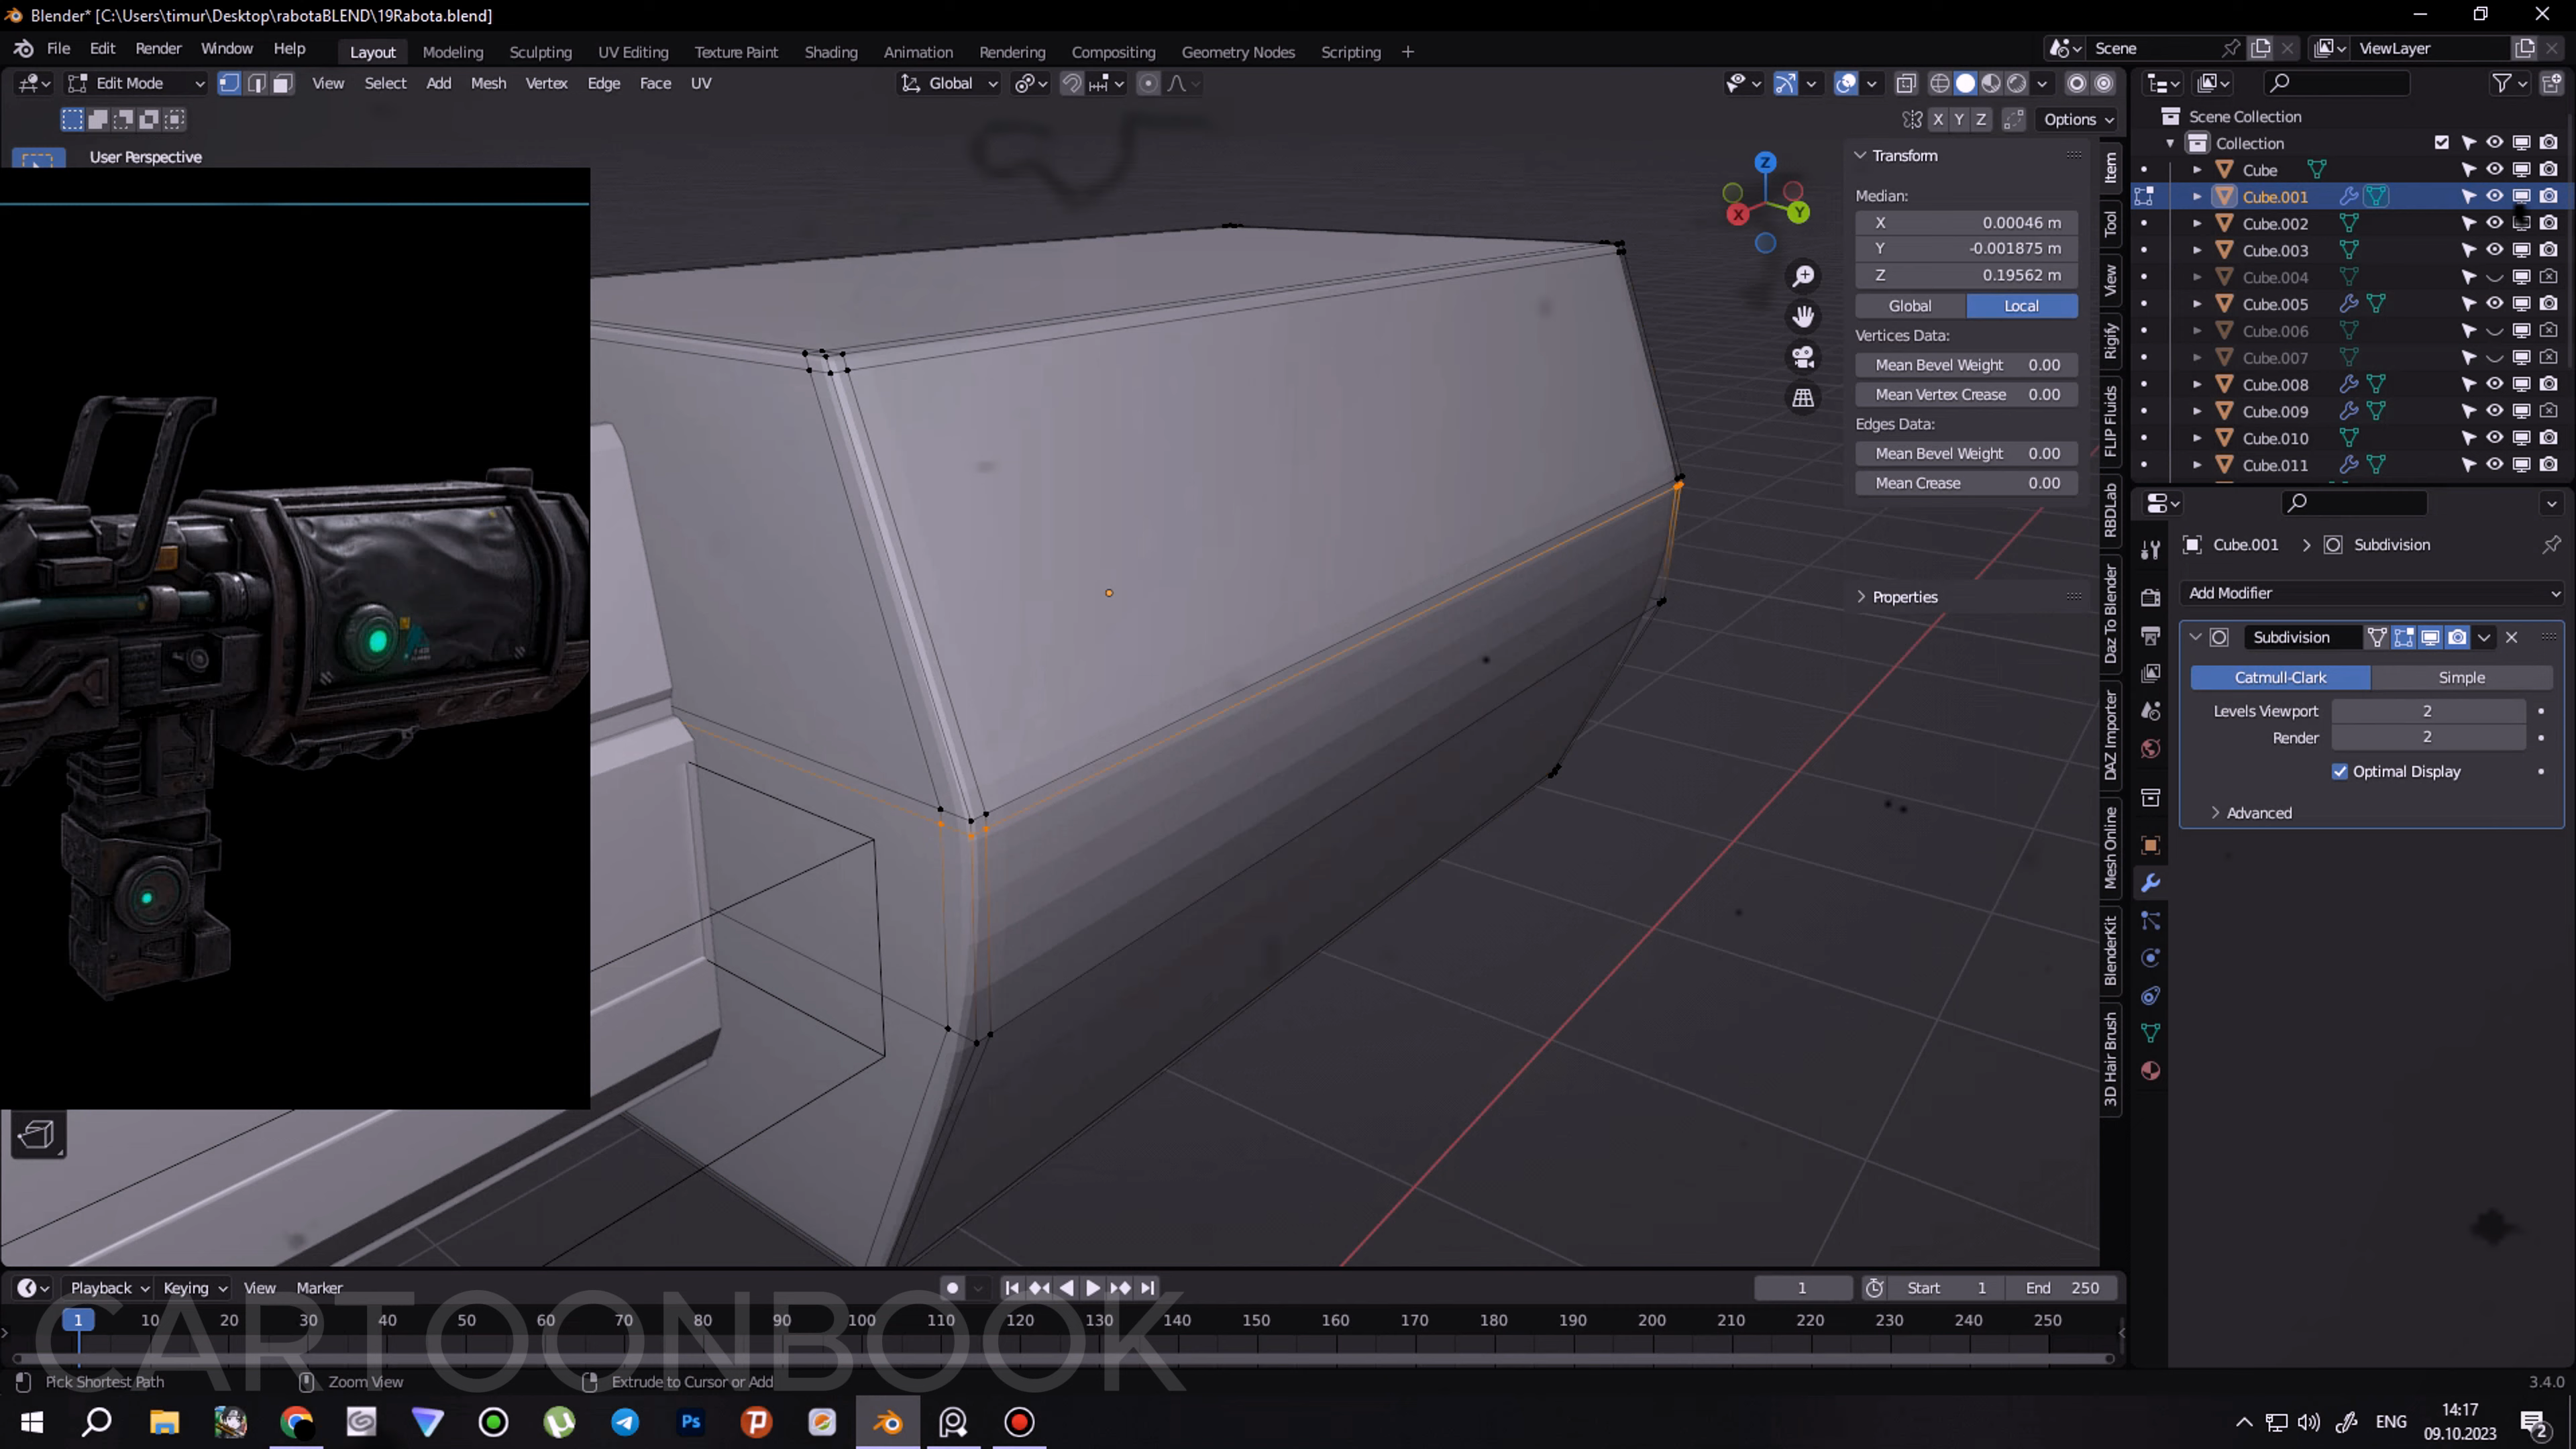 Blender* [C:\Users\timur\Desktop\rabotaBLEND\19Rabota.blend]
File Edit Render Window Help
Layout Modeling Sculpting UV Editing Texture Paint Shading Animation Rendering Compositing Geometry Nodes Scripting +
Scene
ViewLayer
Edit Mode View Select Add Mesh Vertex Edge Face UV
Global
X Y Z Options
User Perspective
Z
X
Y
Transform
Median:
X 0.00046 m
Y -0.001875 m
Z 0.19562 m
Global Local
Vertices Data:
Mean Bevel Weight 0.00
Mean Vertex Crease 0.00
Edges Data:
Mean Bevel Weight 0.00
Mean Crease 0.00
Properties
Item
Tool
View
Rigify
FLIP Fluids
RBDLab
Daz To Blender
DAZ Importer
Mesh Online
BlenderKit
3D Hair Brush
Scene Collection
Collection
Cube
Cube.001
Cube.002
Cube.003
Cube.004
Cube.005
Cube.006
Cube.007
Cube.008
Cube.009
Cube.010
Cube.011
Cube.001 > Subdivision
Add Modifier
Subdivision
Catmull-Clark Simple
Levels Viewport 2
Render 2
Optimal Display
Advanced
Playback Keying View Marker
1
Start 1 End 250
1 10 20 30 40 50 60 70 80 90 100 110 120 130 140 150 160 170 180 190 200 210 220 230 240 250
CARTOONBOOK
Pick Shortest Path Zoom View Extrude to Cursor or Add
3.4.0
Ps
ENG
14:17
09.10.2023
2